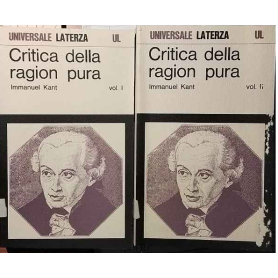 UNIVERSALE LATERZA UL
Critica della
ragion pura
Immanuel Kant vol. I
UNIVERSALE LATERZA UL
Critica della
ragion pura
Immanuel Kant vol. II